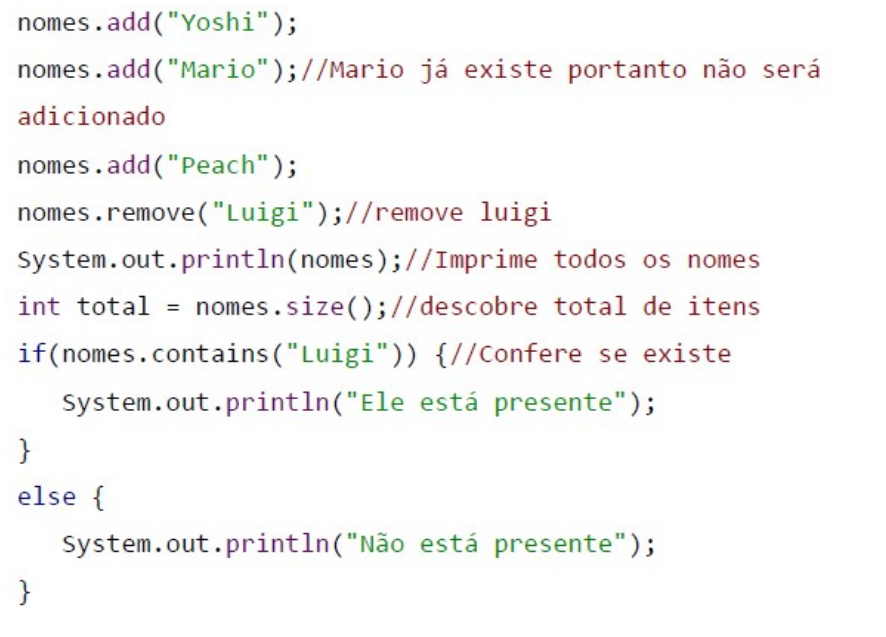 nomes.add("Yoshi");
nomes.add("Mario");//Mario já existe portanto não será
adicionado
nomes.add("Peach");
nomes.remove("Luigi");//remove luigi
System.out.println(nomes);//Imprime todos os nomes
int total = nomes.size();//descobre total de itens
if(nomes.contains("Luigi")) {//Confere se existe
   System.out.println("Ele está presente");
}
else {
   System.out.println("Não está presente");
}